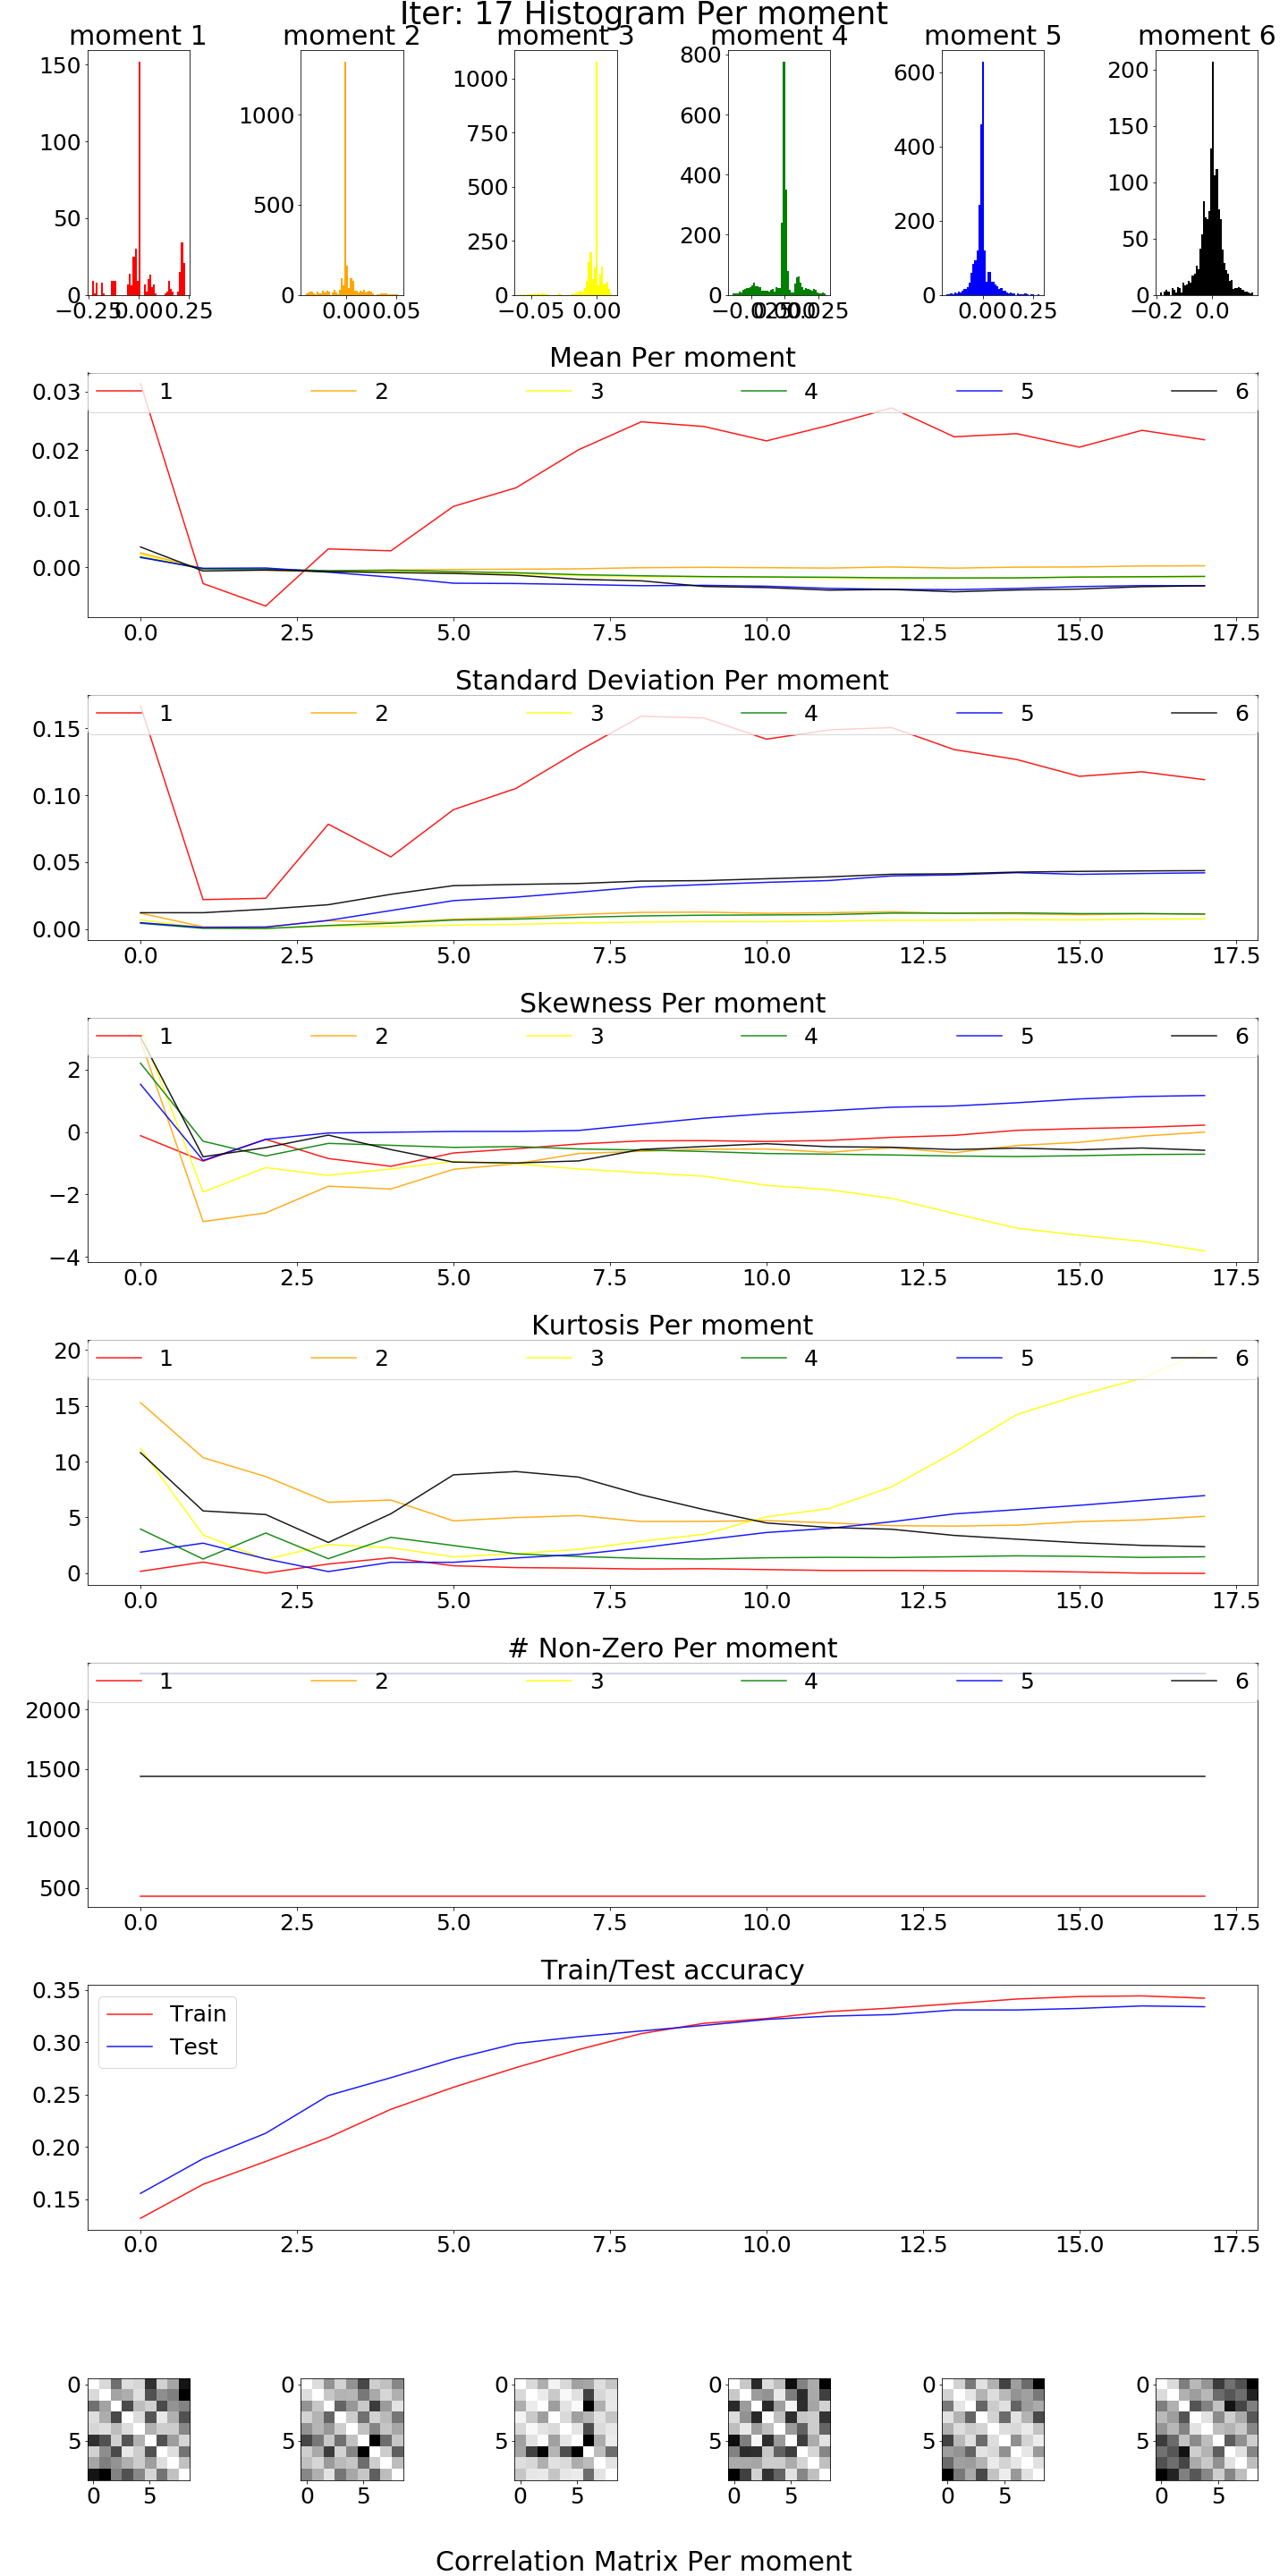 Iter: 17 Histogram Per moment
moment 1 moment 2 moment 3 moment 4 moment 5 moment 6
150
100
50
0
−0.25 0.00 0.25
1000
500
0
0.00 0.05
1000
750
500
250
0
−0.05 0.00
800
600
400
200
0
−0.025 0.000 0.025
600
400
200
0
0.00 0.25
200
150
100
50
0
−0.2 0.0
Mean Per moment
1 2 3 4 5 6
0.03
0.02
0.01
0.00
0.0 2.5 5.0 7.5 10.0 12.5 15.0 17.5
Standard Deviation Per moment
1 2 3 4 5 6
0.15
0.10
0.05
0.00
0.0 2.5 5.0 7.5 10.0 12.5 15.0 17.5
Skewness Per moment
1 2 3 4 5 6
2
0
−2
−4
0.0 2.5 5.0 7.5 10.0 12.5 15.0 17.5
Kurtosis Per moment
1 2 3 4 5 6
20
15
10
5
0
0.0 2.5 5.0 7.5 10.0 12.5 15.0 17.5
# Non-Zero Per moment
1 2 3 4 5 6
2000
1500
1000
500
0.0 2.5 5.0 7.5 10.0 12.5 15.0 17.5
Train/Test accuracy
Train
Test
0.35
0.30
0.25
0.20
0.15
0.0 2.5 5.0 7.5 10.0 12.5 15.0 17.5
0 0 0 0 0 0
5 5 5 5 5 5
0 5 0 5 0 5 0 5 0 5 0 5
Correlation Matrix Per moment